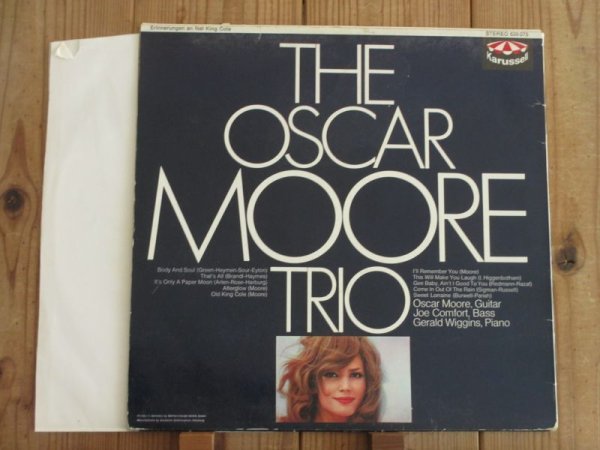 Erinnerungen an Nat King Cole
STEREO 635 075
Karussell
THE
OSCAR
MOORE
TRIO
Body And Soul (Green-Heyman-Sour-Eyton)
That's All (Brandt-Haymes)
It's Only A Paper Moon (Arlen-Rose-Harburg)
Afterglow (Moore)
Old King Cole (Moore)
I'll Remember You (Moore)
This Will Make You Laugh (I. Higgenbotham)
Gee Baby, Ain't I Good To You (Redmann-Razaf)
Come In Out Of The Rain (Sigman-Russell)
Sweet Lorraine (Burwell-Parish)
Oscar Moore, Guitar
Joe Comfort, Bass
Gerald Wiggins, Piano